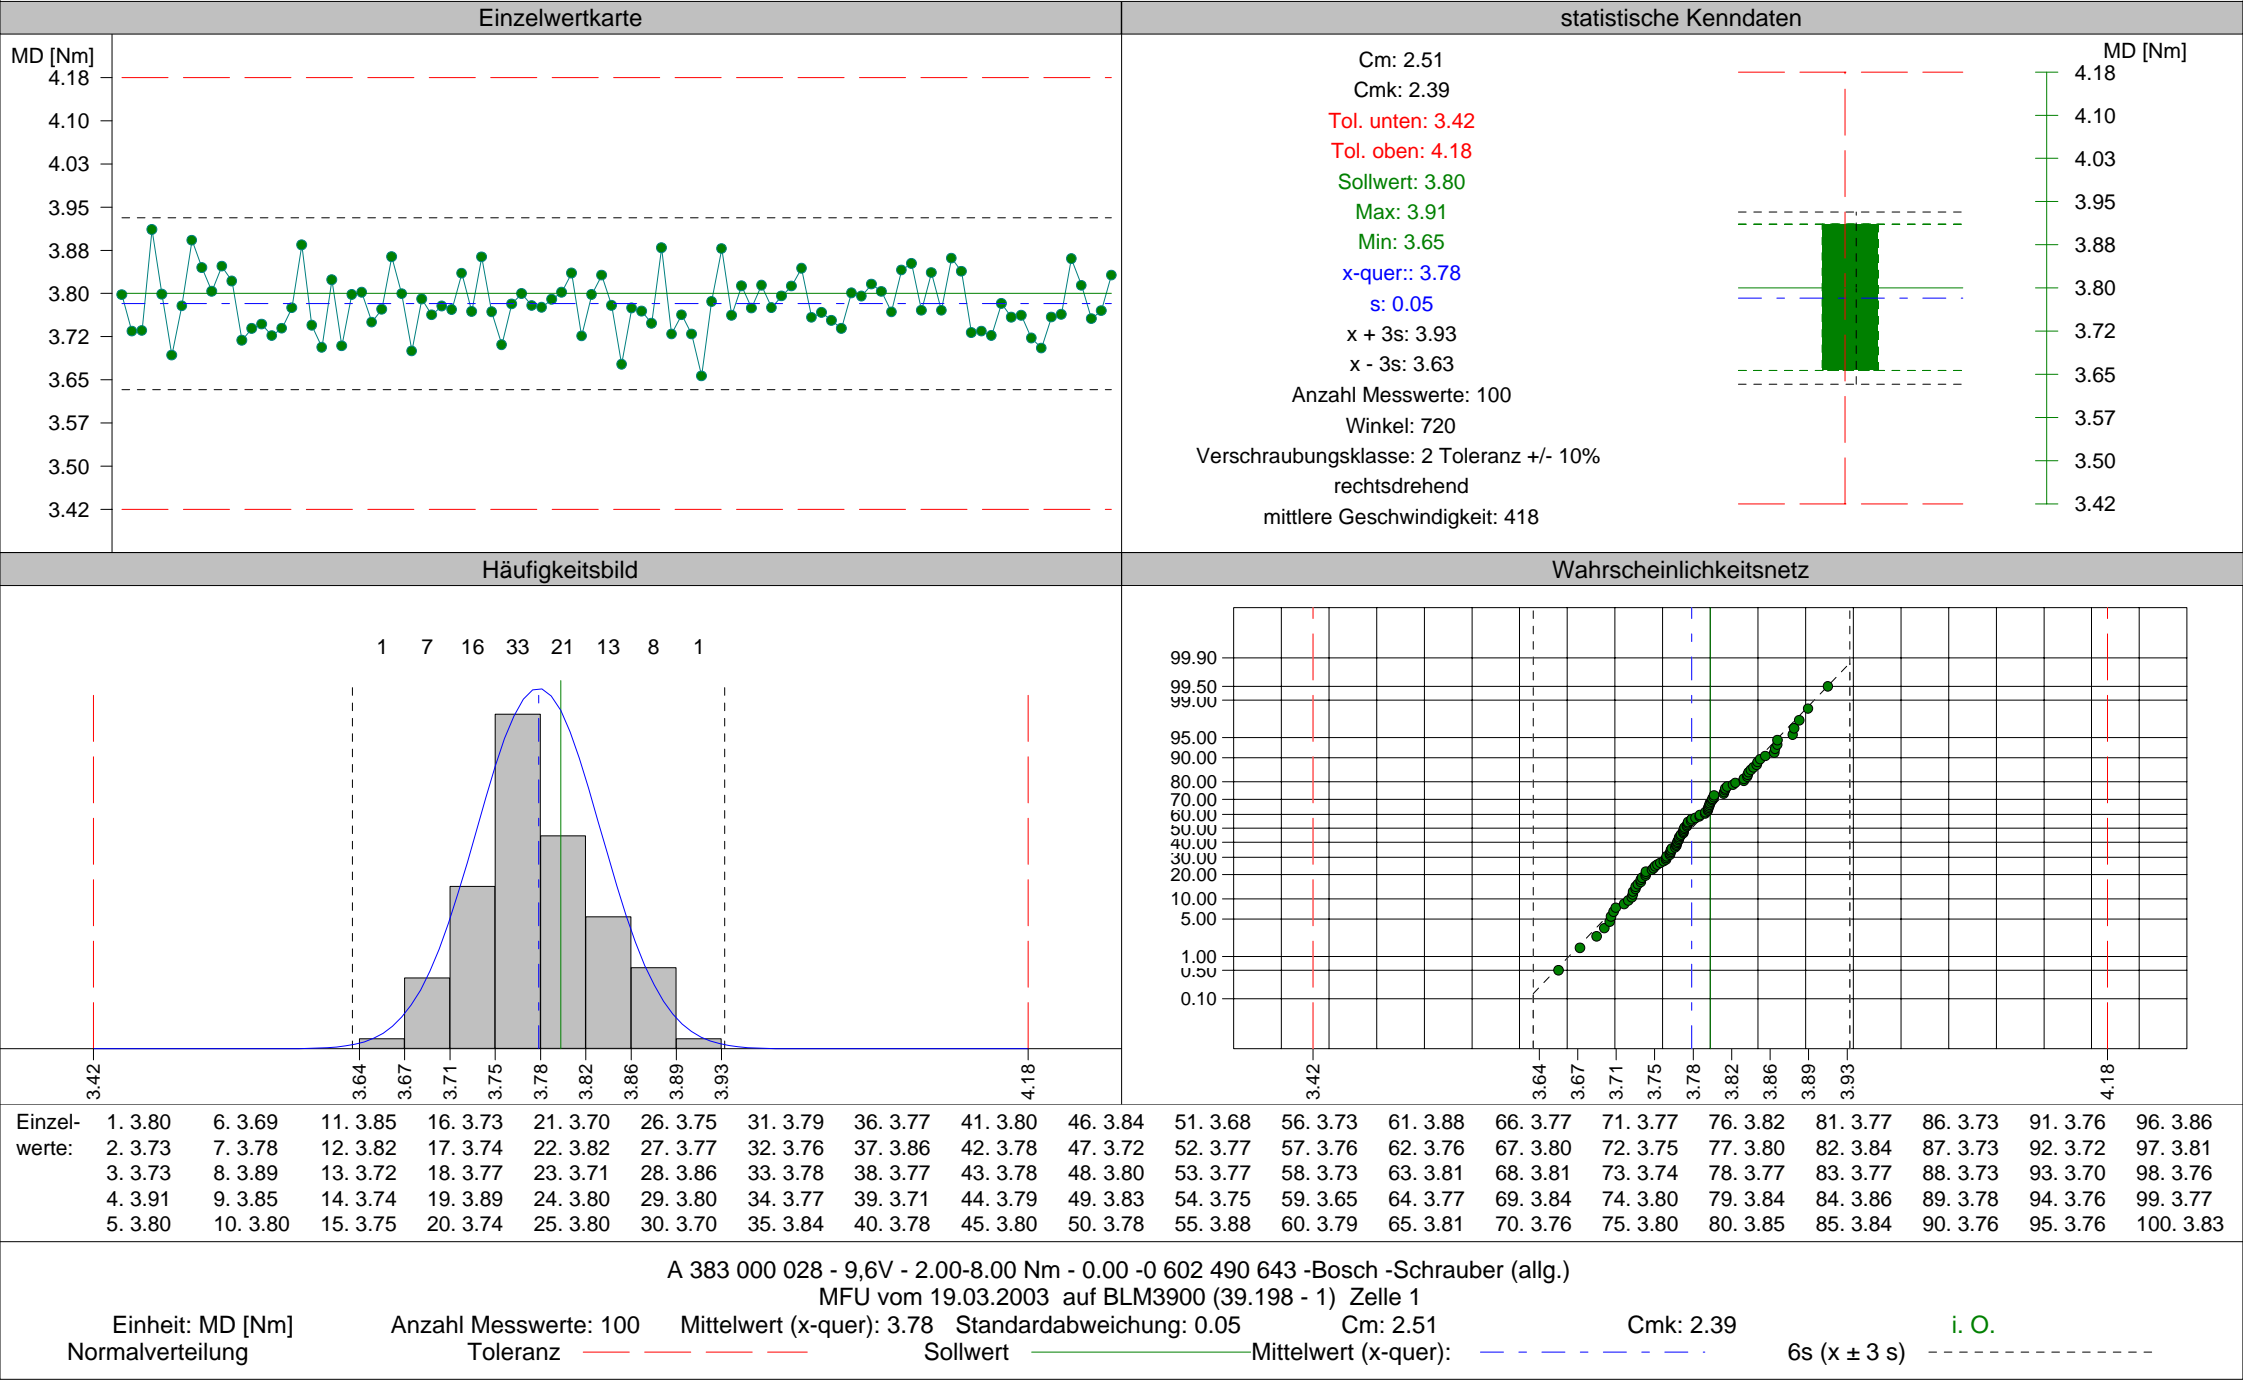 Einzelwertkarte
MD [Nm]
4.18
4.10
4.03
3.95
3.88
3.80
3.72
3.65
3.57
3.50
3.42
statistische Kenndaten
Cm: 2.51
Cmk: 2.39
Tol. unten: 3.42
Tol. oben: 4.18
Sollwert: 3.80
Max: 3.91
Min: 3.65
x-quer:: 3.78
s: 0.05
x + 3s: 3.93
x - 3s: 3.63
Anzahl Messwerte: 100
Winkel: 720
Verschraubungsklasse: 2 Toleranz +/- 10%
rechtsdrehend
mittlere Geschwindigkeit: 418
MD [Nm]
4.18
4.10
4.03
3.95
3.88
3.80
3.72
3.65
3.57
3.50
3.42
Häufigkeitsbild
1 7 16 33 21 13 8 1
3.42 3.64 3.67 3.71 3.75 3.78 3.82 3.86 3.89 3.93 4.18
Wahrscheinlichkeitsnetz
99.90
99.50
99.00
95.00
90.00
80.00
70.00
60.00
50.00
40.00
30.00
20.00
10.00
5.00
1.00
0.50
0.10
3.42 3.64 3.67 3.71 3.75 3.78 3.82 3.86 3.89 3.93 4.18
Einzel- 1. 3.80 6. 3.69 11. 3.85 16. 3.73 21. 3.70 26. 3.75 31. 3.79 36. 3.77 41. 3.80 46. 3.84 51. 3.68 56. 3.73 61. 3.88 66. 3.77 71. 3.77 76. 3.82 81. 3.77 86. 3.73 91. 3.76 96. 3.86
werte: 2. 3.73 7. 3.78 12. 3.82 17. 3.74 22. 3.82 27. 3.77 32. 3.76 37. 3.86 42. 3.78 47. 3.72 52. 3.77 57. 3.76 62. 3.76 67. 3.80 72. 3.75 77. 3.80 82. 3.84 87. 3.73 92. 3.72 97. 3.81
3. 3.73 8. 3.89 13. 3.72 18. 3.77 23. 3.71 28. 3.86 33. 3.78 38. 3.77 43. 3.78 48. 3.80 53. 3.77 58. 3.73 63. 3.81 68. 3.81 73. 3.74 78. 3.77 83. 3.77 88. 3.73 93. 3.70 98. 3.76
4. 3.91 9. 3.85 14. 3.74 19. 3.89 24. 3.80 29. 3.80 34. 3.77 39. 3.71 44. 3.79 49. 3.83 54. 3.75 59. 3.65 64. 3.77 69. 3.84 74. 3.80 79. 3.84 84. 3.86 89. 3.78 94. 3.76 99. 3.77
5. 3.80 10. 3.80 15. 3.75 20. 3.74 25. 3.80 30. 3.70 35. 3.84 40. 3.78 45. 3.80 50. 3.78 55. 3.88 60. 3.79 65. 3.81 70. 3.76 75. 3.80 80. 3.85 85. 3.84 90. 3.76 95. 3.76 100. 3.83
A 383 000 028 - 9,6V - 2.00-8.00 Nm - 0.00 -0 602 490 643 -Bosch -Schrauber (allg.)
MFU vom 19.03.2003 auf BLM3900 (39.198 - 1) Zelle 1
Einheit: MD [Nm] Anzahl Messwerte: 100 Mittelwert (x-quer): 3.78 Standardabweichung: 0.05 Cm: 2.51 Cmk: 2.39 i. O.
Normalverteilung Toleranz Sollwert Mittelwert (x-quer): 6s (x ± 3 s)